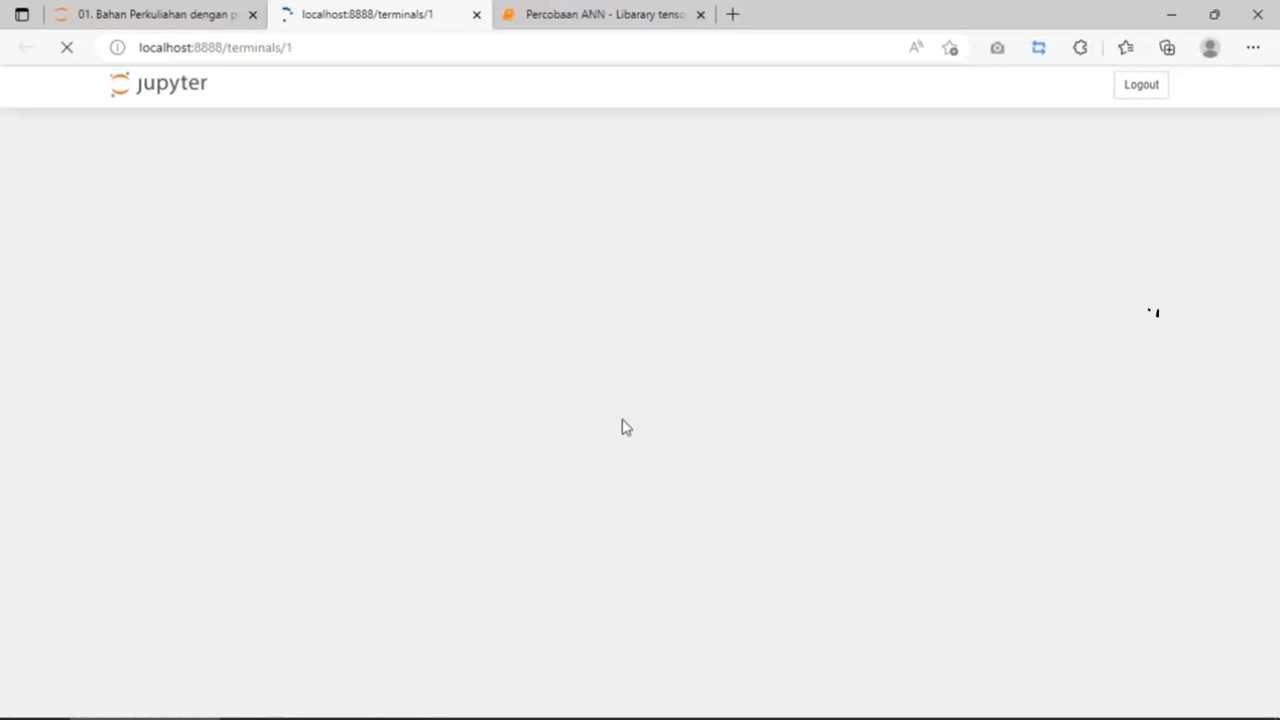 01. Bahan Perkuliahan dengan p
localhost:8888/terminals/1
Percobaan ANN - Libarary tenso
localhost:8888/terminals/1
jupyter
Logout